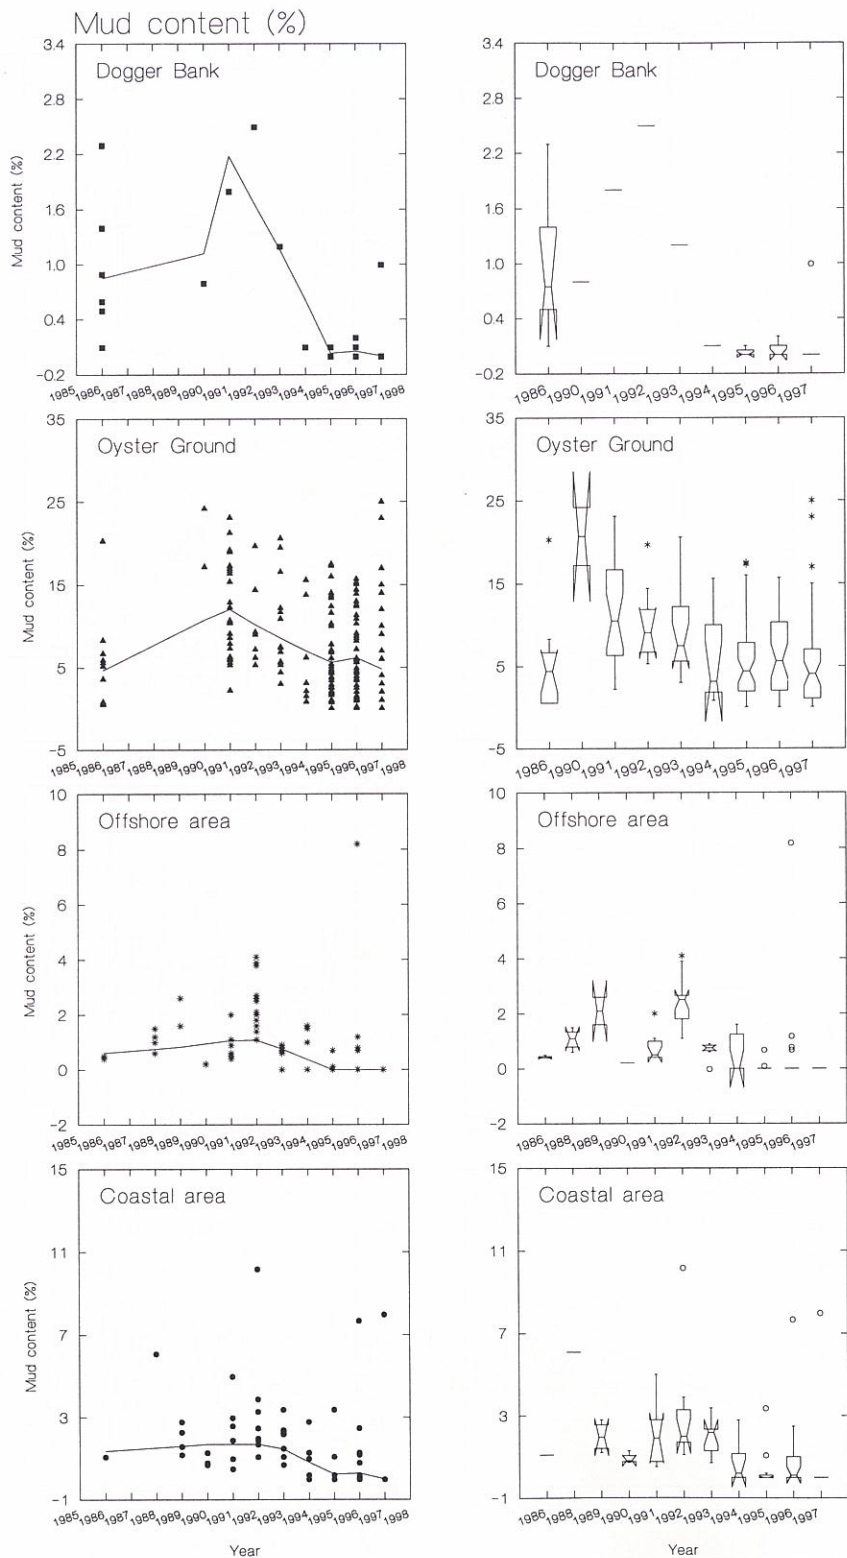 Mud content (%)
Dogger Bank
Mud content (%)
3.4
2.8
2.2
1.6
1.0
0.4
-0.2
1985 1986 1987 1988 1989 1990 1991 1992 1993 1994 1995 1996 1997 1998
Dogger Bank
3.4
2.8
2.2
1.6
1.0
0.4
-0.2
1986 1990 1991 1992 1993 1994 1995 1996 1997
Oyster Ground
Mud content (%)
35
25
15
5
-5
1985 1986 1987 1988 1989 1990 1991 1992 1993 1994 1995 1996 1997 1998
Oyster Ground
35
25
15
5
-5
1986 1990 1991 1992 1993 1994 1995 1996 1997
Offshore area
Mud content (%)
10
8
6
4
2
0
-2
1985 1986 1987 1988 1989 1990 1991 1992 1993 1994 1995 1996 1997 1998
Offshore area
10
8
6
4
2
0
-2
1986 1988 1989 1990 1991 1992 1993 1994 1995 1996 1997
Coastal area
Mud content (%)
15
11
7
3
-1
1985 1986 1987 1988 1989 1990 1991 1992 1993 1994 1995 1996 1997 1998
Year
Coastal area
15
11
7
3
-1
1986 1988 1989 1990 1991 1992 1993 1994 1995 1996 1997
Year